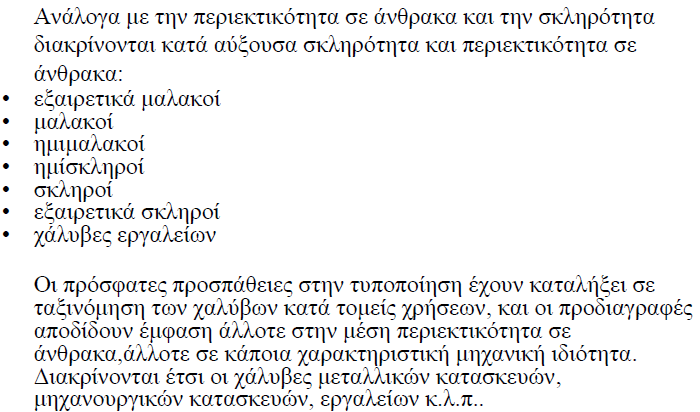 Ανάλογα με την περιεκτικότητα σε άνθρακα και την σκληρότητα
διακρίνονται κατά αύξουσα σκληρότητα και περιεκτικότητα σε
άνθρακα:
• εξαιρετικά μαλακοί
• μαλακοί
• ημιμαλακοί
• ημίσκληροί
• σκληροί
• εξαιρετικά σκληροί
• χάλυβες εργαλείων
Οι πρόσφατες προσπάθειες στην τυποποίηση έχουν καταλήξει σε
ταξινόμηση των χαλύβων κατά τομείς χρήσεων, και οι προδιαγραφές
αποδίδουν έμφαση άλλοτε στην μέση περιεκτικότητα σε
άνθρακα,άλλοτε σε κάποια χαρακτηριστική μηχανική ιδιότητα.
Διακρίνονται έτσι οι χάλυβες μεταλλικών κατασκευών,
μηχανουργικών κατασκευών, εργαλείων κ.λ.π..